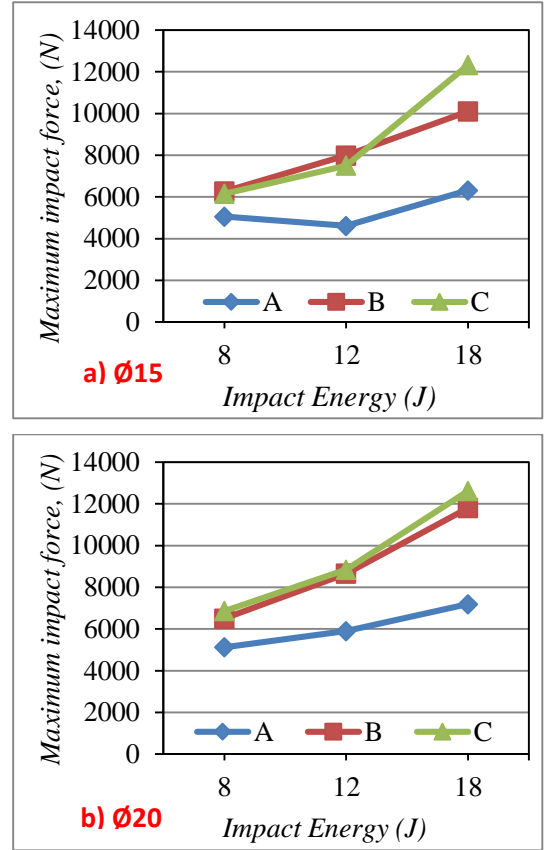 14000
12000
10000
8000
6000
4000
2000
0
Maximum impact force, (N)
A B C
8 12 18
a) Ø15
Impact Energy (J)
14000
12000
10000
8000
6000
4000
2000
0
Maximum impact force, (N)
A B C
8 12 18
b) Ø20
Impact Energy (J)